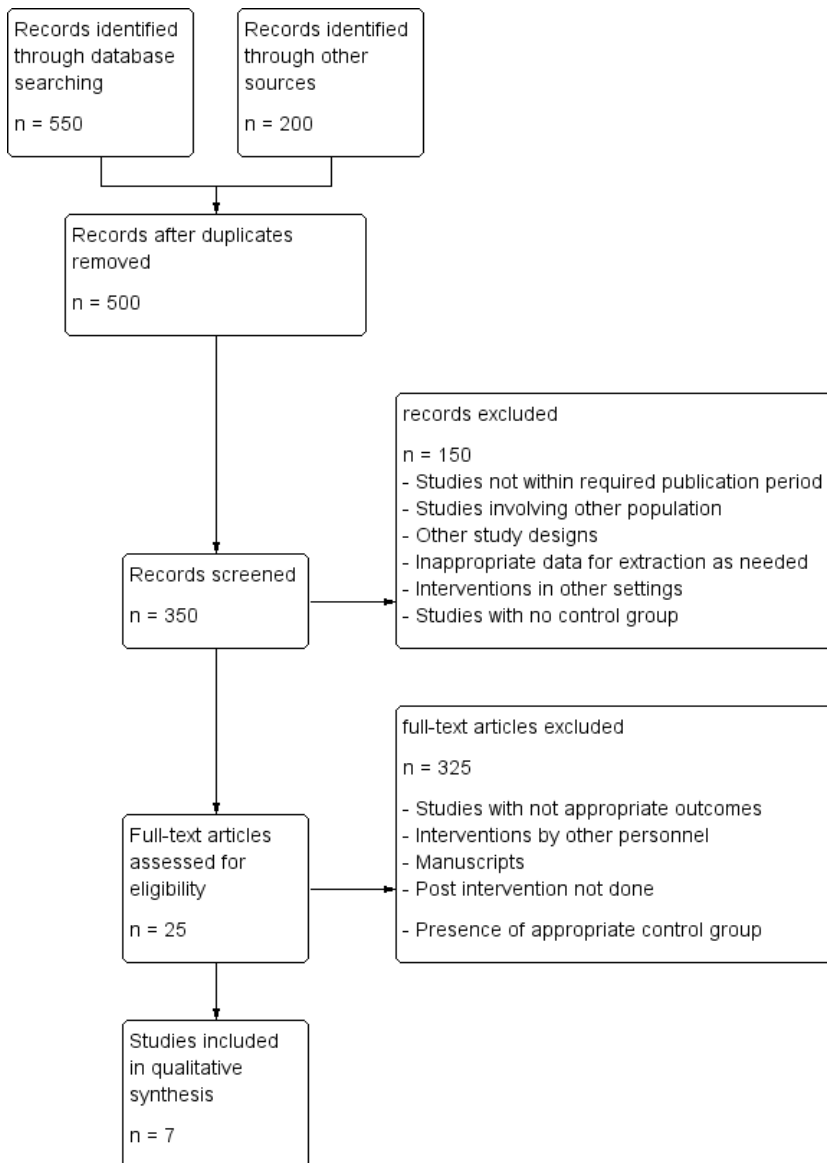 Records identified
through database
searching
n = 550
Records identified
through other
sources
n = 200
Records after duplicates
removed
n = 500
records excluded
n = 150
- Studies not within required publication period
- Studies involving other population
- Other study designs
- Inappropriate data for extraction as needed
- Interventions in other settings
- Studies with no control group
Records screened
n = 350
full-text articles excluded
n = 325
- Studies with not appropriate outcomes
- Interventions by other personnel
- Manuscripts
- Post intervention not done
- Presence of appropriate control group
Full-text articles
assessed for
eligibility
n = 25
Studies included
in qualitative
synthesis
n = 7